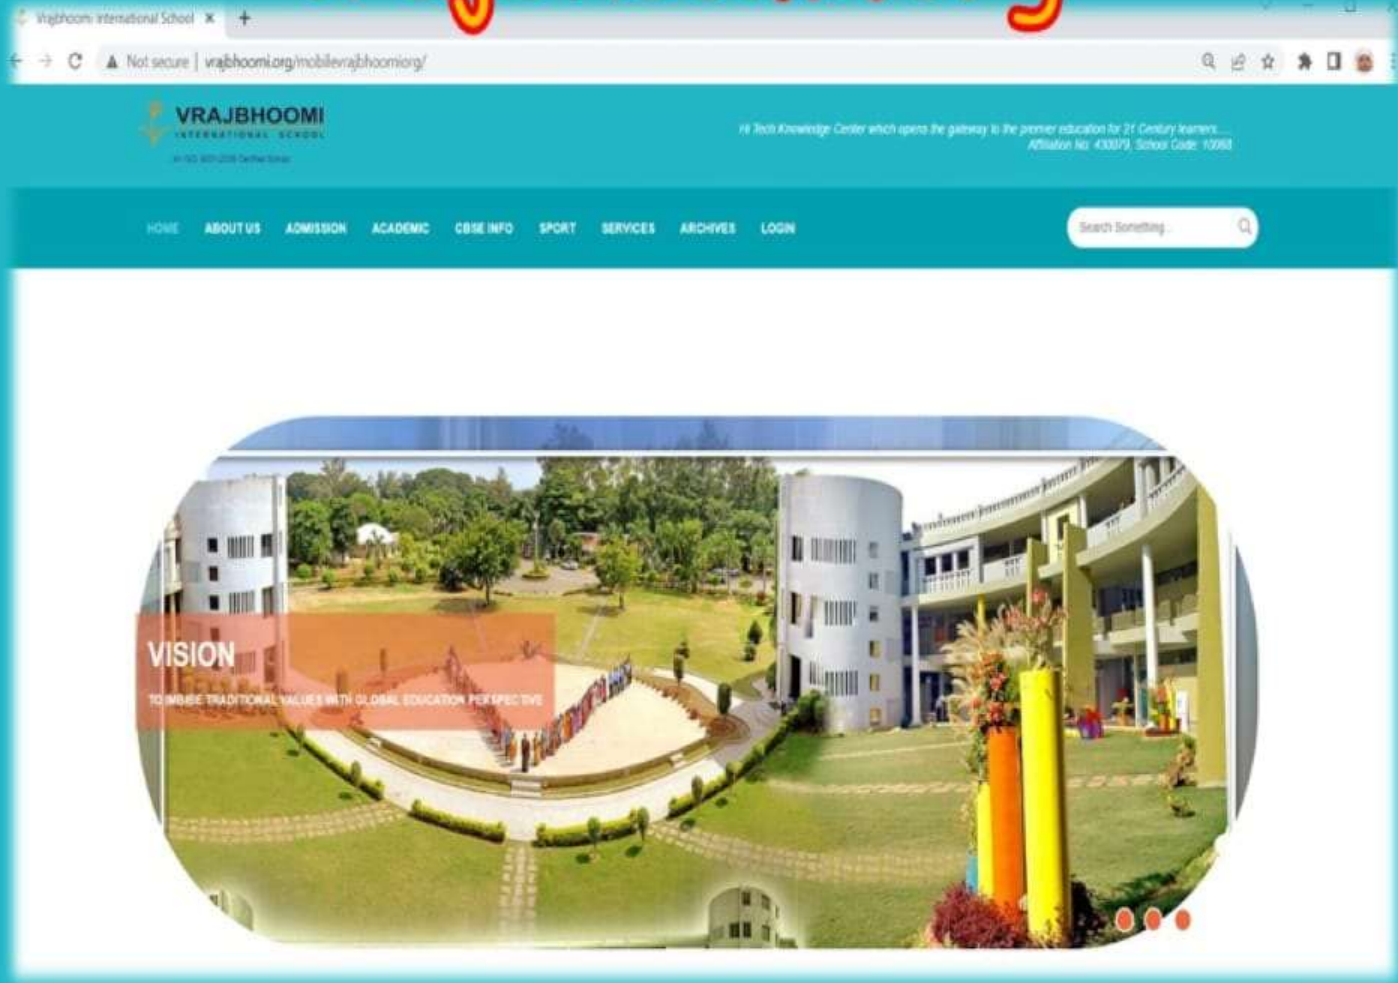 Vrajbhoomi International School
Not secure | vrajbhoomi.org/mobilevrajbhoomiorg/
VRAJBHOOMI
INTERNATIONAL SCHOOL
Hi Tech Knowledge Center which opens the gateway to the premier education for 21 Century learners.....
Affiliation No: 430079, School Code: 10068
HOME ABOUT US ADMISSION ACADEMIC CBSE INFO SPORT SERVICES ARCHIVES LOGIN
Search Something..
VISION
TO IMBIBE TRADITIONAL VALUES WITH GLOBAL EDUCATION PERSPECTIVE